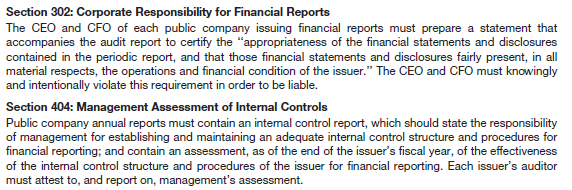 Section 302: Corporate Responsibility for Financial Reports
The CEO and CFO of each public company issuing financial reports must prepare a statement that
accompanies the audit report to certify the “appropriateness of the financial statements and disclosures
contained in the periodic report, and that those financial statements and disclosures fairly present, in all
material respects, the operations and financial condition of the issuer.” The CEO and CFO must knowingly
and intentionally violate this requirement in order to be liable.
Section 404: Management Assessment of Internal Controls
Public company annual reports must contain an internal control report, which should state the responsibility
of management for establishing and maintaining an adequate internal control structure and procedures for
financial reporting; and contain an assessment, as of the end of the issuer’s fiscal year, of the effectiveness
of the internal control structure and procedures of the issuer for financial reporting. Each issuer’s auditor
must attest to, and report on, management’s assessment.